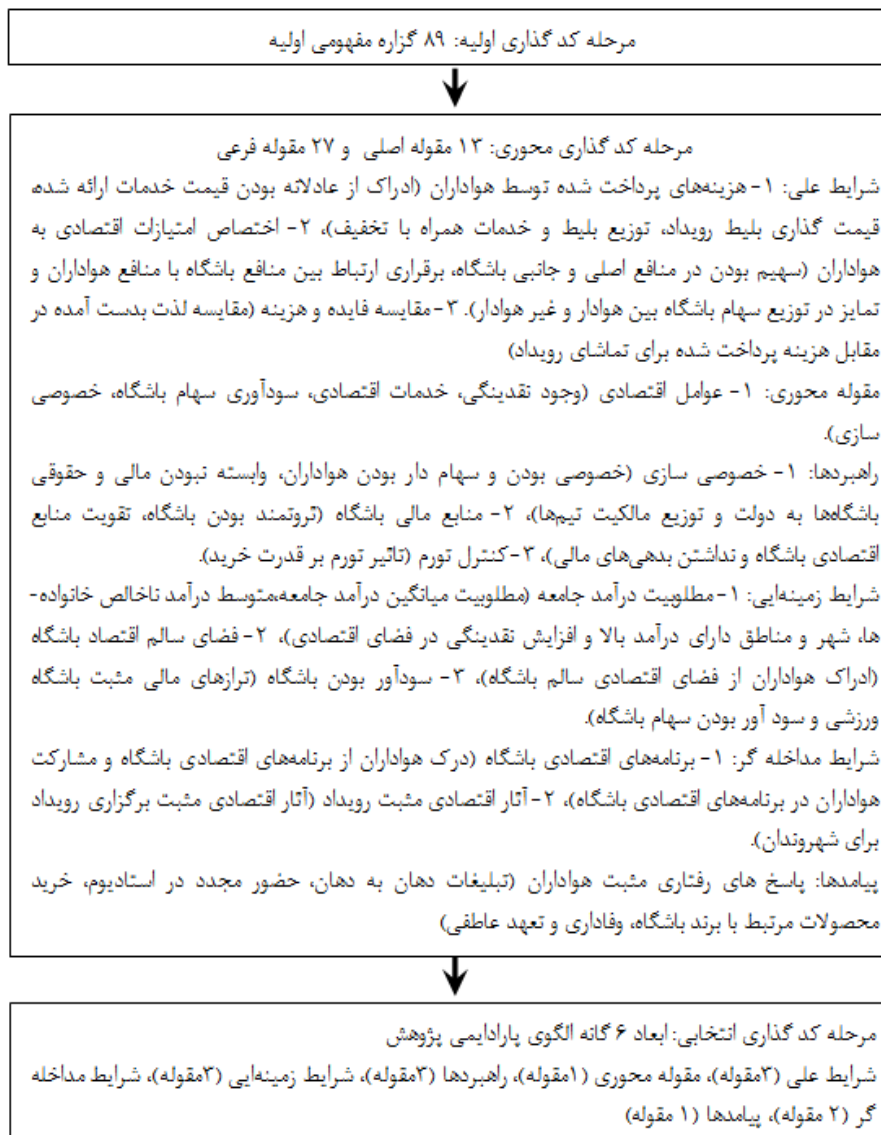 مرحله کد گذاری اولیه: ۸۹ گزاره مفهومی اولیه
مرحله کد گذاری محوری: ۱۳ مقوله اصلی و ۲۷ مقوله فرعی
شرایط علی: ۱- هزینه‌های پرداخت شده توسط هواداران (ادراک از عادلانه بودن قیمت خدمات ارائه شده،
قیمت گذاری بلیط رویداد، توزیع بلیط و خدمات همراه با تخفیف)، ۲- اختصاص امتیازات اقتصادی به
هواداران (سهیم بودن در منافع اصلی و جانبی باشگاه، برقراری ارتباط بین منافع باشگاه با منافع هواداران و
تمایز در توزیع سهام باشگاه بین هوادار و غیر هوادار). ۳- مقایسه فایده و هزینه (مقایسه لذت بدست آمده در
مقابل هزینه پرداخت شده برای تماشای رویداد)
مقوله محوری: ۱- عوامل اقتصادی (وجود نقدینگی، خدمات اقتصادی، سودآوری سهام باشگاه، خصوصی
سازی).
راهبردها: ۱- خصوصی سازی (خصوصی بودن و سهام دار بودن هواداران، وابسته نبودن مالی و حقوقی
باشگاه‌ها به دولت و توزیع مالکیت تیم‌ها)، ۲- منابع مالی باشگاه (ثروتمند بودن باشگاه، تقویت منابع
اقتصادی باشگاه و نداشتن بدهی‌های مالی)، ۳- کنترل تورم (تاثیر تورم بر قدرت خرید).
شرایط زمینه‌ایی: ۱- مطلوبیت درآمد جامعه (مطلوبیت میانگین درآمد جامعه،متوسط درآمد ناخالص خانواده-
ها، شهر و مناطق دارای درآمد بالا و افزایش نقدینگی در فضای اقتصادی)، ۲- فضای سالم اقتصاد باشگاه
(ادراک هواداران از فضای اقتصادی سالم باشگاه)، ۳- سودآور بودن باشگاه (ترازهای مالی مثبت باشگاه
ورزشی و سود آور بودن سهام باشگاه).
شرایط مداخله گر: ۱- برنامه‌های اقتصادی باشگاه (درک هواداران از برنامه‌های اقتصادی باشگاه و مشارکت
هواداران در برنامه‌های اقتصادی باشگاه)، ۲- آثار اقتصادی مثبت رویداد (آثار اقتصادی مثبت برگزاری رویداد
برای شهروندان).
پیامدها: پاسخ های رفتاری مثبت هواداران (تبلیغات دهان به دهان، حضور مجدد در استادیوم، خرید
محصولات مرتبط با برند باشگاه، وفاداری و تعهد عاطفی)
مرحله کد گذاری انتخابی: ابعاد ۶ گانه الگوی پارادایمی پژوهش
شرایط علی (۳مقوله)، مقوله محوری (۱مقوله)، راهبردها (۳مقوله)، شرایط زمینه‌ایی (۳مقوله)، شرایط مداخله
گر (۲ مقوله)، پیامدها (۱ مقوله)